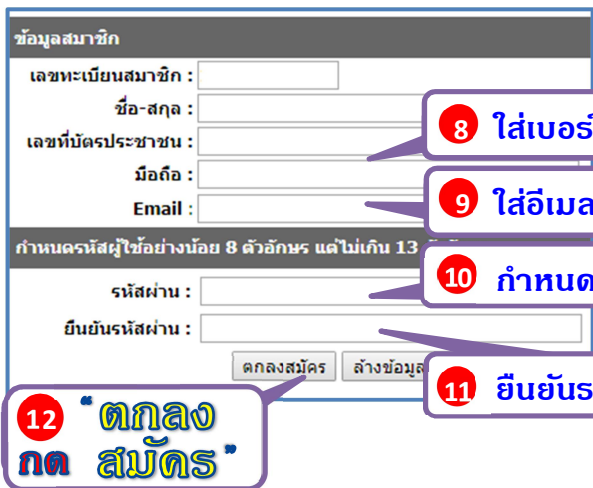 ข้อมูลสมาชิก
เลขทะเบียนสมาชิก :
ชื่อ-สกุล :
เลขที่บัตรประชาชน :
มือถือ :
Email :
8 ใส่เบอร์
9 ใส่อีเมล
กำหนดรหัสผู้ใช้อย่างน้อย 8 ตัวอักษร แต่ไม่เกิน 13
10 กำหนด
รหัสผ่าน :
ยืนยันรหัสผ่าน :
ตกลงสมัคร ล้างข้อมูล
11 ยืนยันร
12 "ตกลง
กด สมัคร"